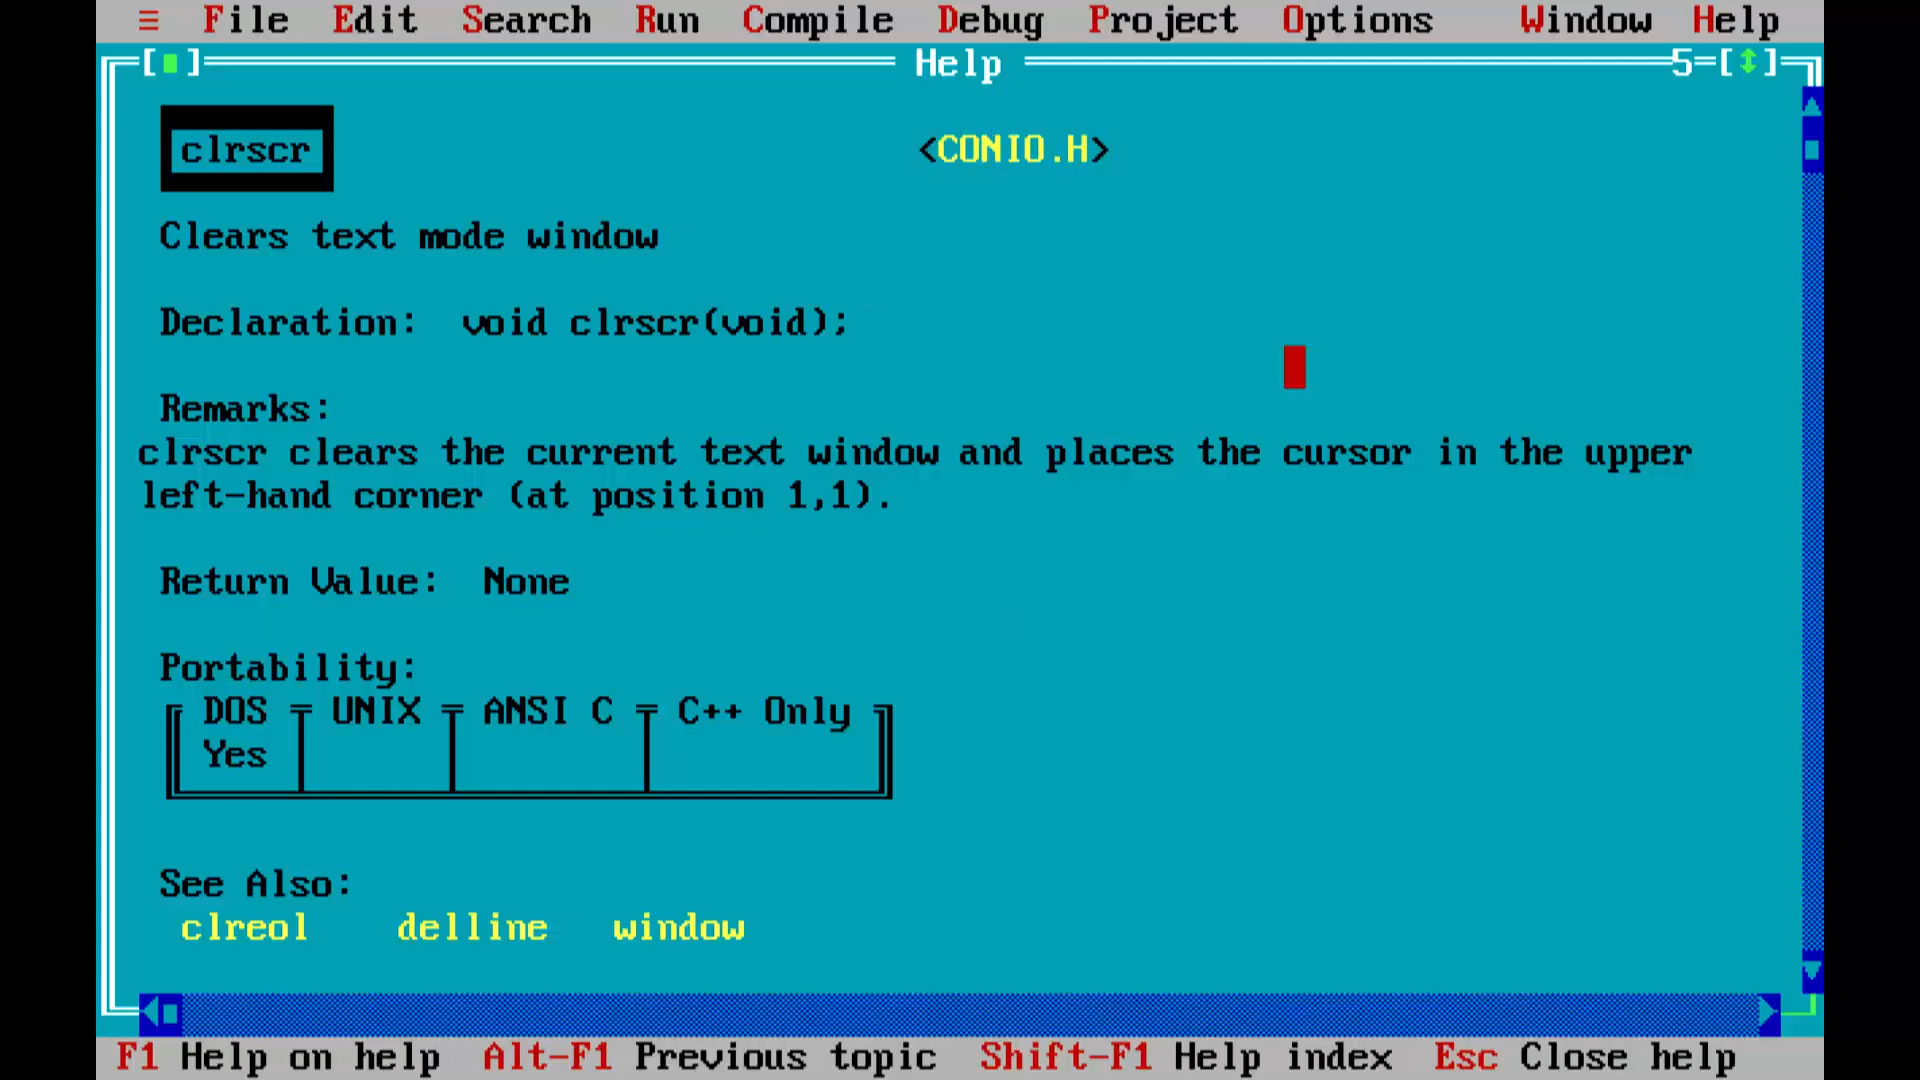 ≡ File Edit Search Run Compile Debug Project Options Window Help
[■] Help 5=[↕]
clrscr <CONIO.H>
Clears text mode window
Declaration: void clrscr(void);
Remarks:
clrscr clears the current text window and places the cursor in the upper
left-hand corner (at position 1,1).
Return Value: None
Portability:
DOS UNIX ANSI C C++ Only
Yes
See Also:
clreol delline window
F1 Help on help Alt-F1 Previous topic Shift-F1 Help index Esc Close help